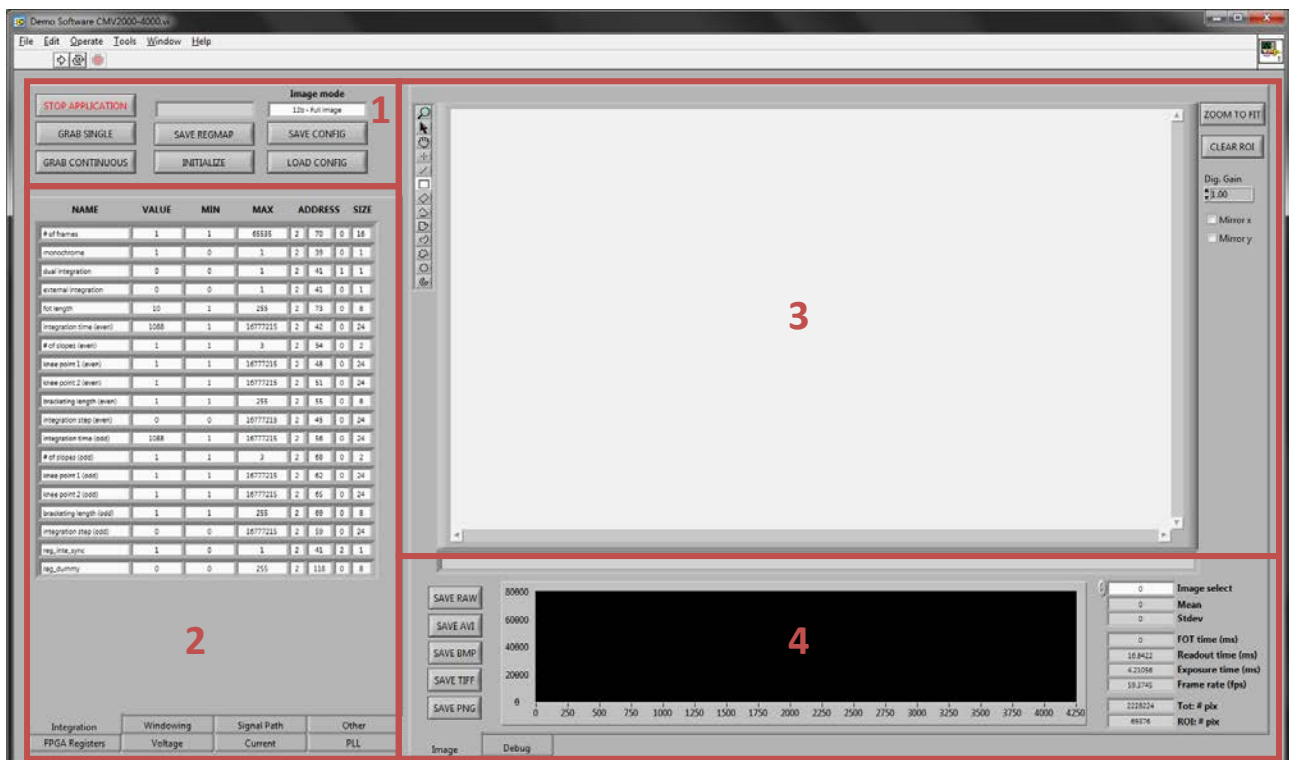 Demo Software CMV2000-4000.vi
File Edit Operate Tools Window Help
STOP APPLICATION
Image mode
12b - Full image
1
GRAB SINGLE SAVE REGMAP SAVE CONFIG
GRAB CONTINUOUS INITIALIZE LOAD CONFIG
NAME VALUE MIN MAX ADDRESS SIZE
# of frames 1 1 65535 2 70 0 16
monochrome 1 0 1 2 39 0 1
dual integration 0 0 1 2 41 1 1
external integration 0 0 1 2 41 0 1
fot length 10 1 255 2 73 0 8
integration time (even) 1088 1 16777215 2 42 0 24
# of slopes (even) 1 1 3 2 54 0 2
knee point 1 (even) 1 1 16777215 2 48 0 24
knee point 2 (even) 1 1 16777215 2 51 0 24
bracketing length (even) 1 1 255 2 55 0 8
integration step (even) 0 0 16777215 2 45 0 24
integration time (odd) 1088 1 16777215 2 56 0 24
# of slopes (odd) 1 1 3 2 68 0 2
knee point 1 (odd) 1 1 16777215 2 62 0 24
knee point 2 (odd) 1 1 16777215 2 65 0 24
bracketing length (odd) 1 1 255 2 69 0 8
integration step (odd) 0 0 16777215 2 59 0 24
reg_inte_sync 1 0 1 2 41 2 1
reg_dummy 0 0 255 2 118 0 8
2
Integration Windowing Signal Path Other
FPGA Registers Voltage Current PLL
ZOOM TO FIT
CLEAR ROI
Dig. Gain
1.00
Mirror x
Mirror y
3
SAVE RAW
SAVE AVI
SAVE BMP
SAVE TIFF
SAVE PNG
80000
60000
40000
20000
0
0 250 500 750 1000 1250 1500 1750 2000 2250 2500 2750 3000 3250 3500 3750 4000 4250
4
0 Image select
0 Mean
0 Stdev
0 FOT time (ms)
16.8422 Readout time (ms)
4.21056 Exposure time (ms)
59.3745 Frame rate (fps)
2228224 Tot: # pix
69376 ROI: # pix
Image Debug